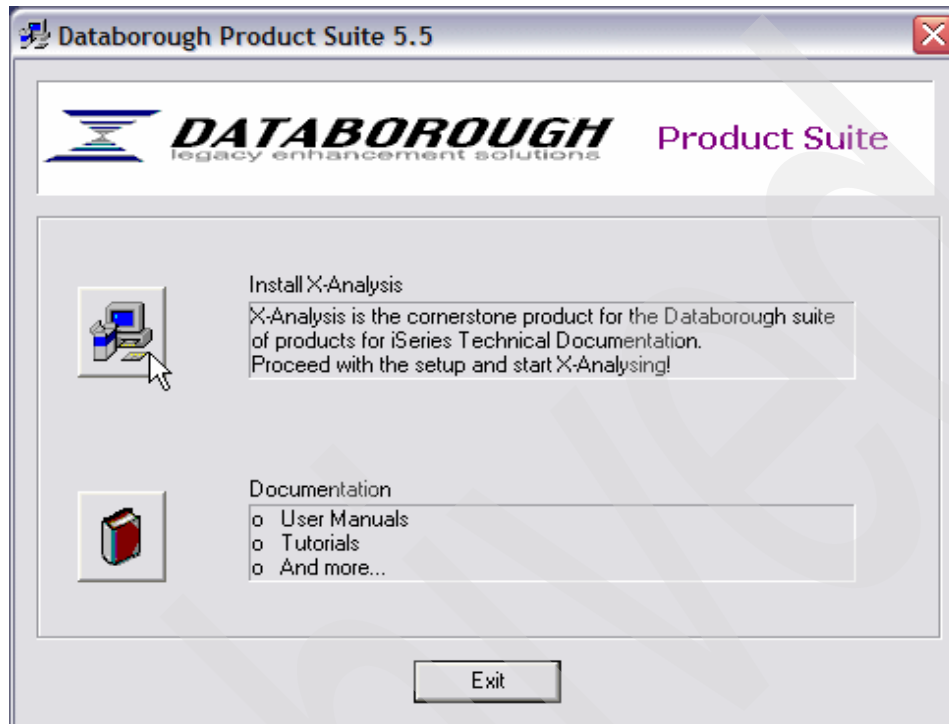 Databorough Product Suite 5.5
DATABOROUGH
legacy enhancement solutions
Product Suite
Install X-Analysis
X-Analysis is the cornerstone product for the Databorough suite
of products for iSeries Technical Documentation.
Proceed with the setup and start X-Analysing!
Documentation
o User Manuals
o Tutorials
o And more...
Exit